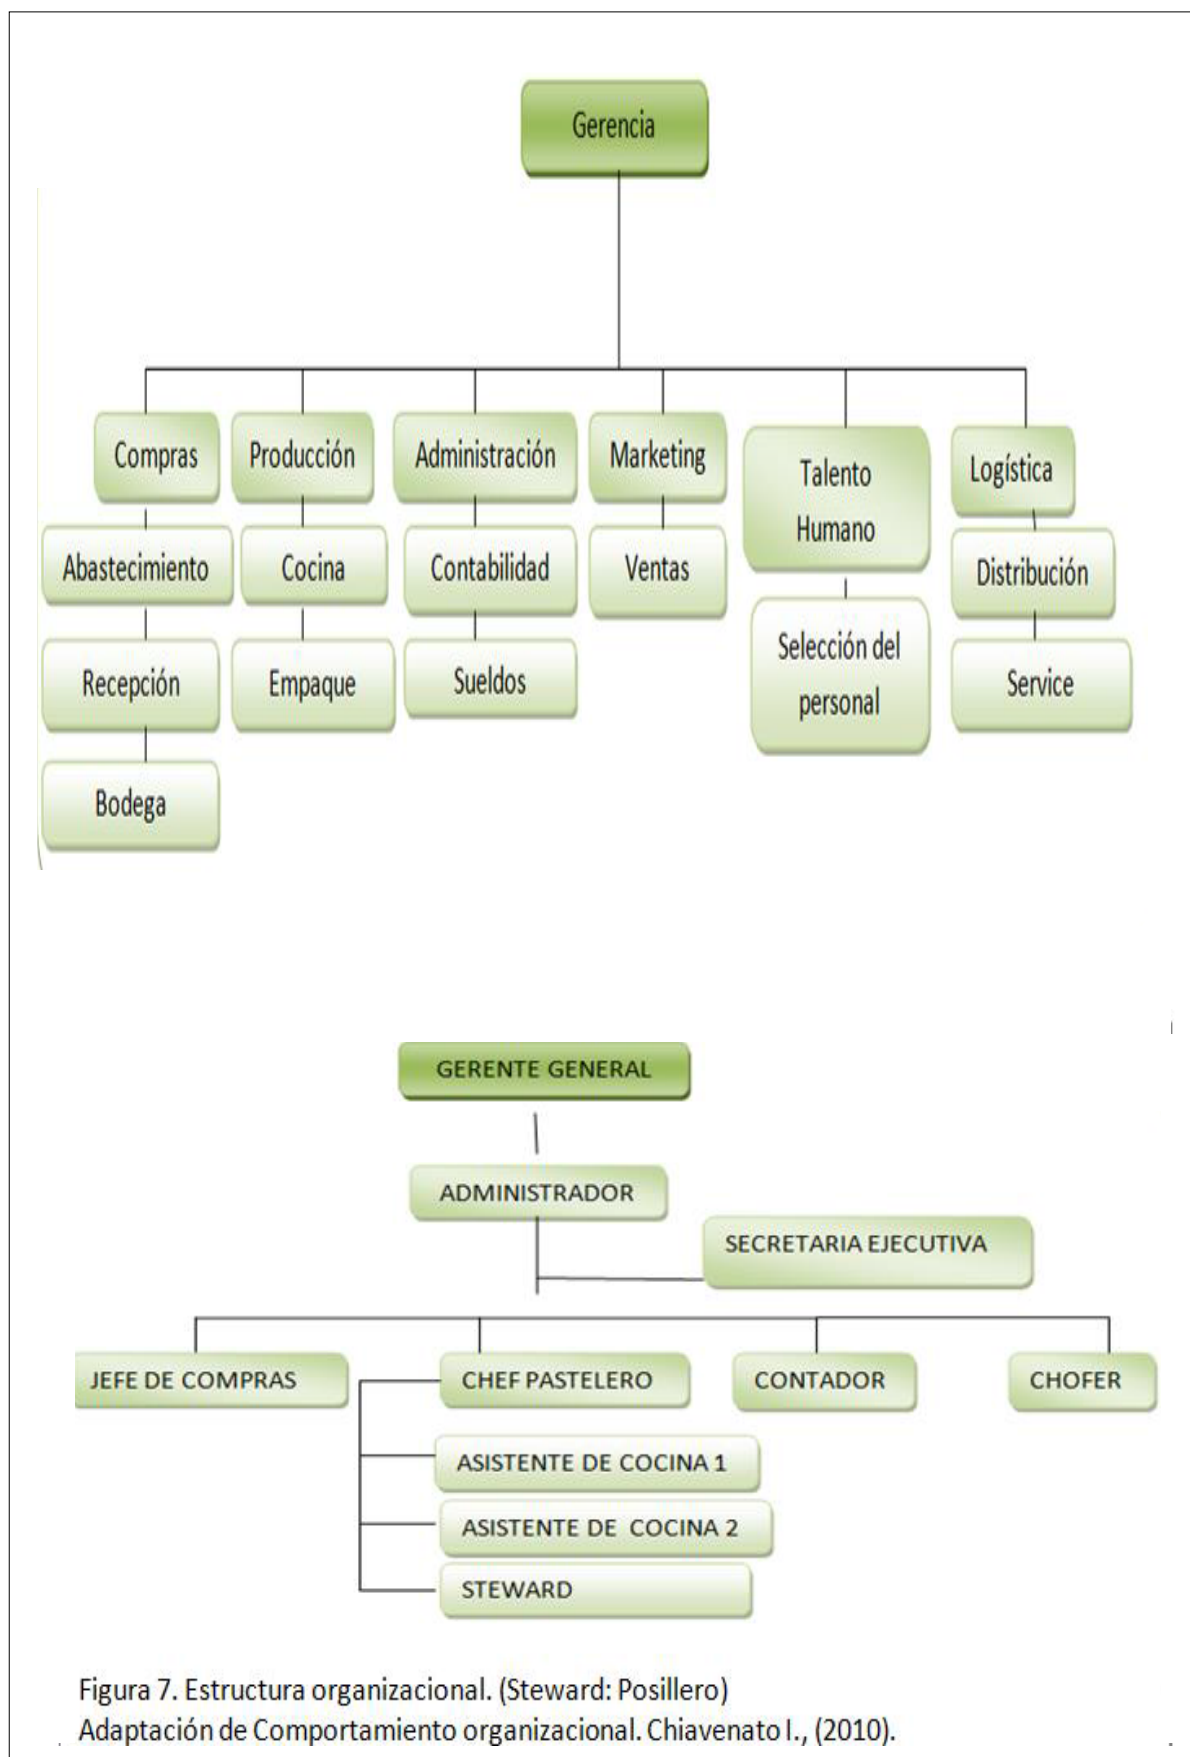 Gerencia
Compras
Producción
Administración
Marketing
Talento
Humano
Logística
Abastecimiento
Cocina
Contabilidad
Ventas
Distribución
Recepción
Empaque
Sueldos
Selección del
personal
Service
Bodega
GERENTE GENERAL
ADMINISTRADOR
SECRETARIA EJECUTIVA
JEFE DE COMPRAS
CHEF PASTELERO
CONTADOR
CHOFER
ASISTENTE DE COCINA 1
ASISTENTE DE COCINA 2
STEWARD
Figura 7. Estructura organizacional. (Steward: Posillero)
Adaptación de Comportamiento organizacional. Chiavenato I., (2010).